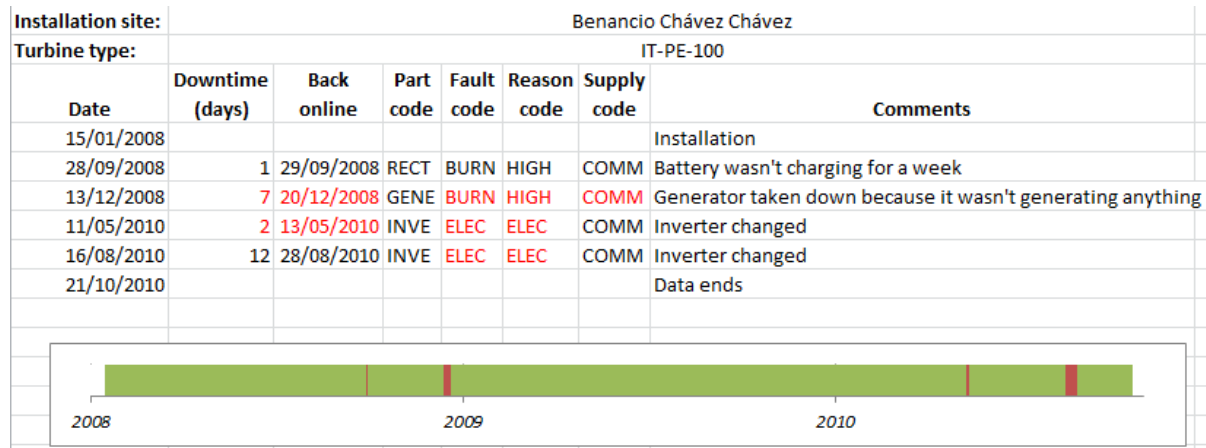 Installation site: Benancio Chávez Chávez
Turbine type: IT-PE-100
Downtime Back Part Fault Reason Supply
Date (days) online code code code code Comments
15/01/2008 Installation
28/09/2008 1 29/09/2008 RECT BURN HIGH COMM Battery wasn't charging for a week
13/12/2008 7 20/12/2008 GENE BURN HIGH COMM Generator taken down because it wasn't generating anything
11/05/2010 2 13/05/2010 INVE ELEC ELEC COMM Inverter changed
16/08/2010 12 28/08/2010 INVE ELEC ELEC COMM Inverter changed
21/10/2010 Data ends
2008 2009 2010